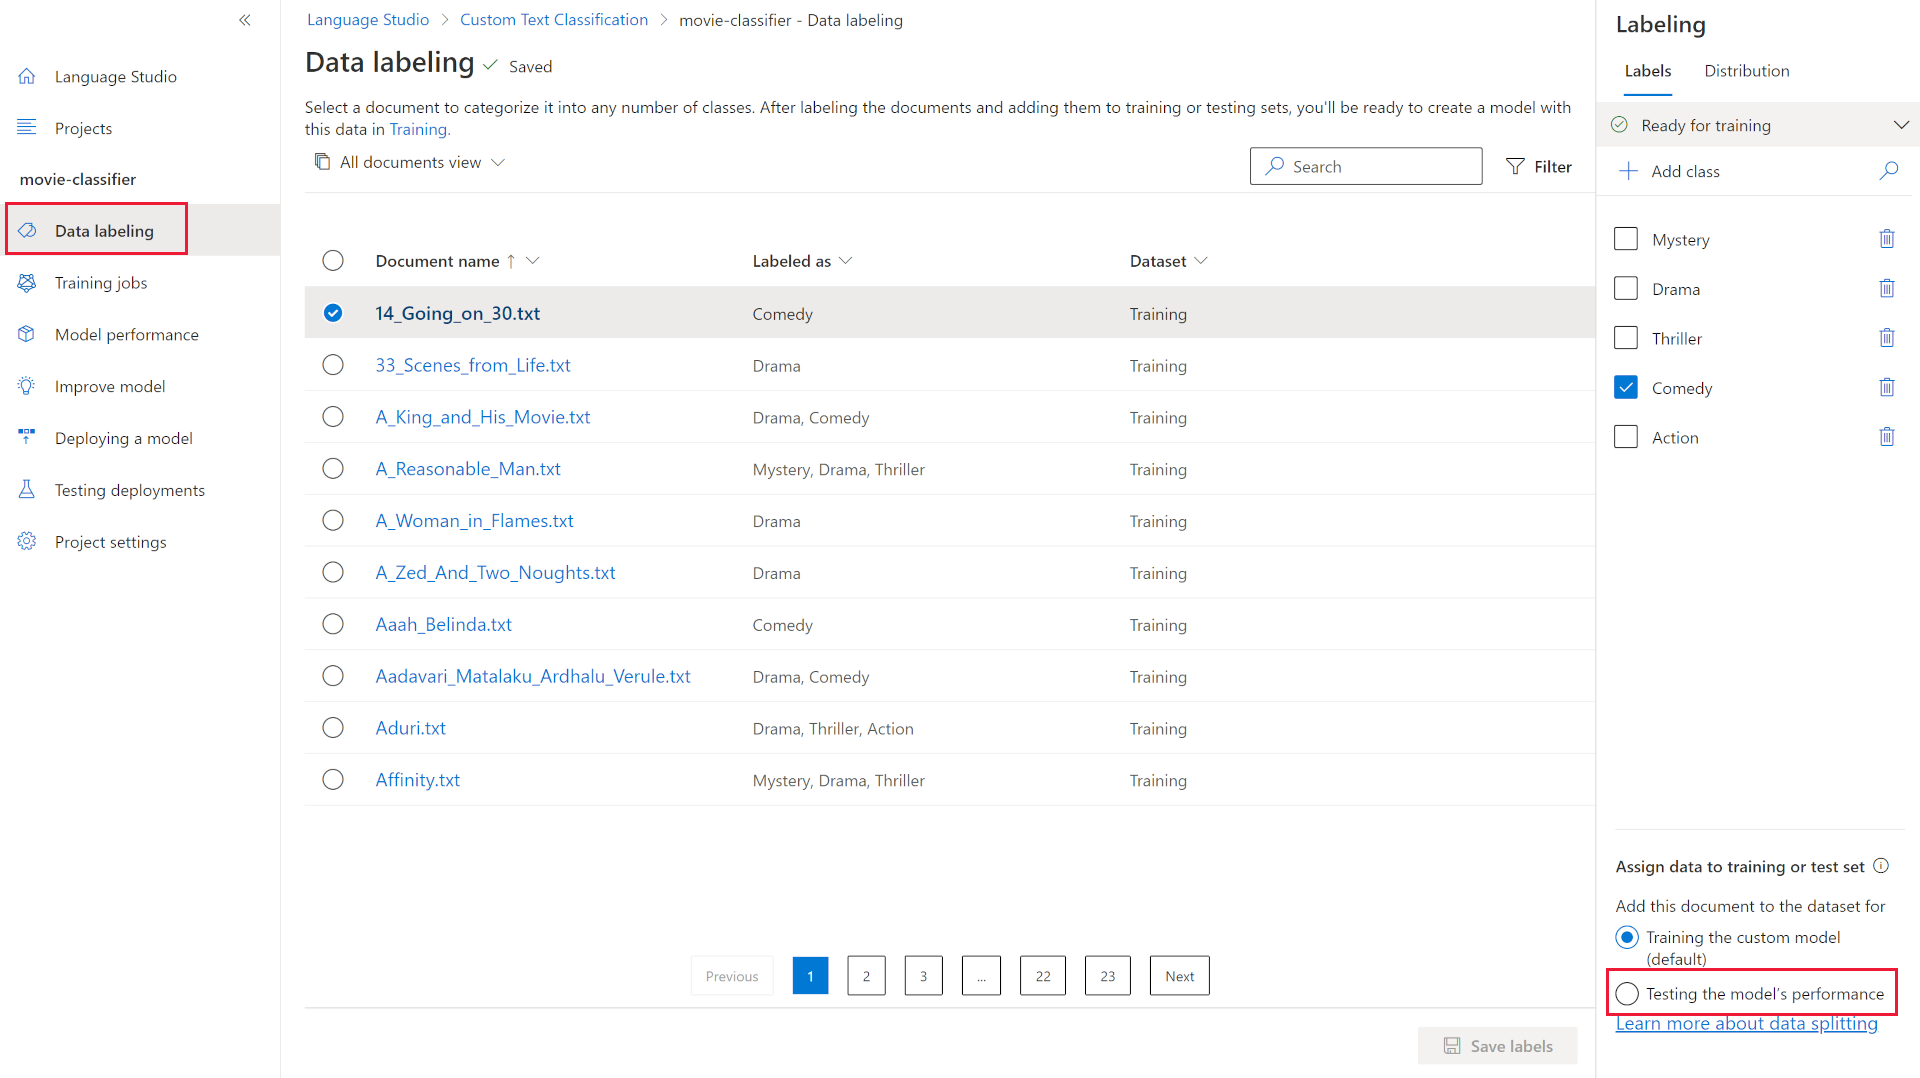 Language Studio
Projects
movie-classifier
Data labeling
Training jobs
Model performance
Improve model
Deploying a model
Testing deployments
Project settings
Language Studio > Custom Text Classification > movie-classifier - Data labeling
Data labeling Saved
Select a document to categorize it into any number of classes. After labeling the documents and adding them to training or testing sets, you'll be ready to create a model with
this data in Training.
All documents view
Search
Filter
Document name ↑ Labeled as Dataset
14_Going_on_30.txt Comedy Training
33_Scenes_from_Life.txt Drama Training
A_King_and_His_Movie.txt Drama, Comedy Training
A_Reasonable_Man.txt Mystery, Drama, Thriller Training
A_Woman_in_Flames.txt Drama Training
A_Zed_And_Two_Noughts.txt Drama Training
Aaah_Belinda.txt Comedy Training
Aadavari_Matalaku_Ardhalu_Verule.txt Drama, Comedy Training
Aduri.txt Drama, Thriller, Action Training
Affinity.txt Mystery, Drama, Thriller Training
Previous 1 2 3 ... 22 23 Next
Save labels
Labeling
Labels Distribution
Ready for training
Add class
Mystery
Drama
Thriller
Comedy
Action
Assign data to training or test set
Add this document to the dataset for
Training the custom model
(default)
Testing the model's performance
Learn more about data splitting